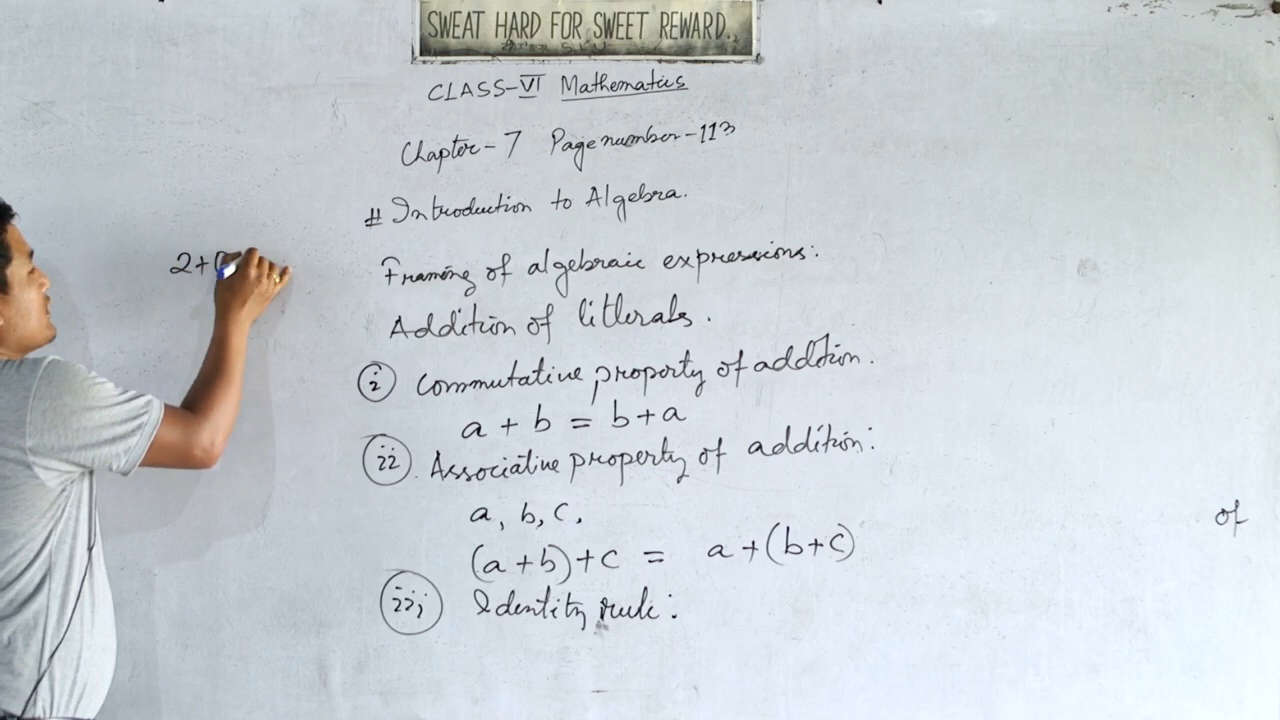 SWEAT HARD FOR SWEET REWARD.,
CLASS-VI Mathematics
Chapter-7 Page number-113
# Introduction to Algebra.
Framing of algebraic expressions:
Addition of litlerals.
i Commutative property of addition.
a + b = b + a
ii. Associative property of addition:
a, b, c,
(a+b)+c = a+(b+c)
iii, Identity rule:
2+
of